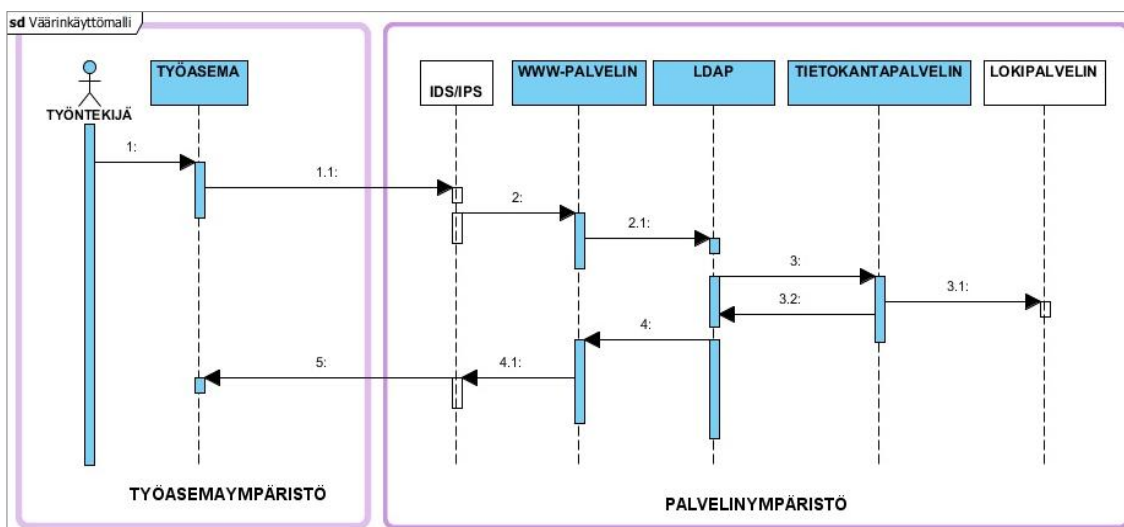 sd Väärinkäyttömalli
TYÖNTEKIJÄ
TYÖASEMA
IDS/IPS
WWW-PALVELIN
LDAP
TIETOKANTAPALVELIN
LOKIPALVELIN
1:
1.1:
2:
2.1:
3:
3.1:
3.2:
4:
4.1:
5:
TYÖASEMAYMPÄRISTÖ
PALVELINYMPÄRISTÖ